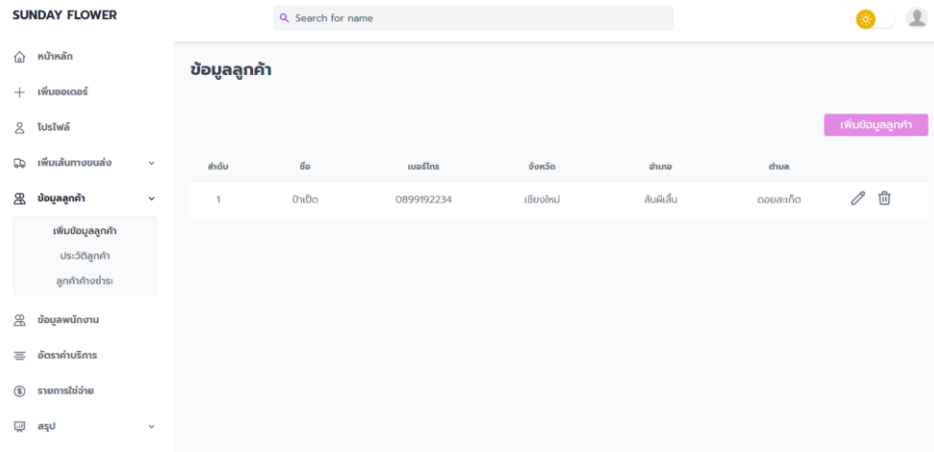 SUNDAY FLOWER
Search for name
หน้าหลัก
เพิ่มออเดอร์
โปรไฟล์
เพิ่มเส้นทางขนส่ง
ข้อมูลลูกค้า
เพิ่มข้อมูลลูกค้า
ประวัติลูกค้า
ลูกค้าค้างชำระ
ข้อมูลพนักงาน
อัตราค่าบริการ
รายการใช่จ่าย
สรุป
ข้อมูลลูกค้า
เพิ่มข้อมูลลูกค้า
ลำดับ ชื่อ เบอร์โทร จังหวัด อำเภอ ตำบล
1 ป้าเป็ด 0899192234 เชียงใหม่ สันผีเสื้น ดอยสะเก็ด